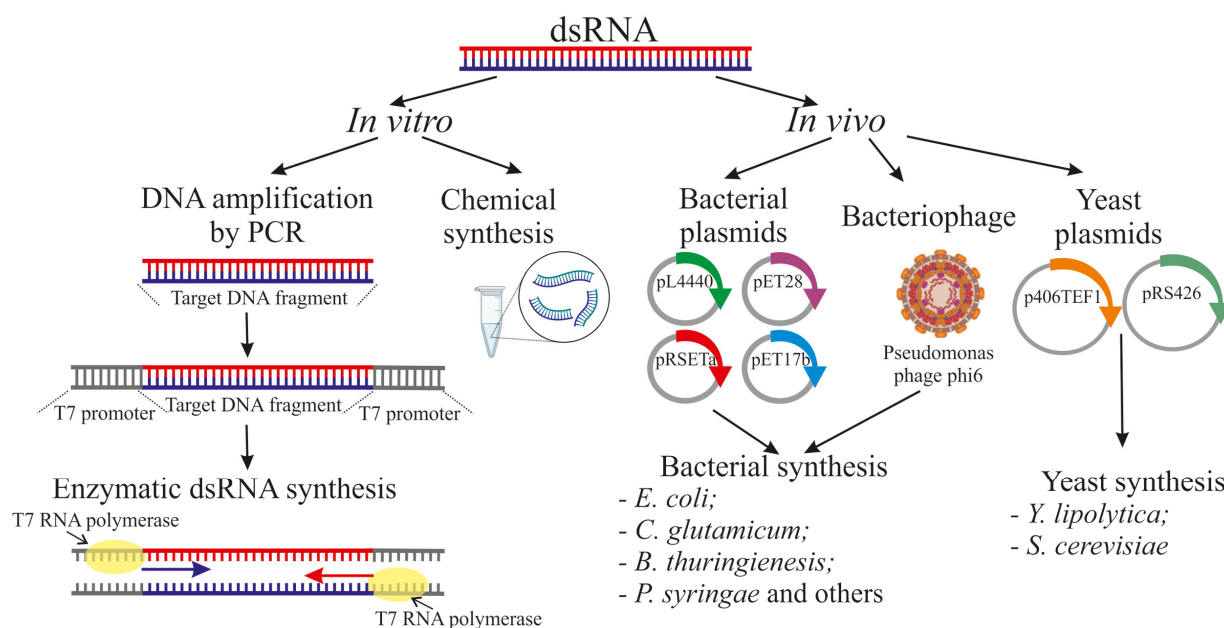 dsRNA
In vitro
In vivo
DNA amplification
by PCR
Target DNA fragment
T7 promoter
Target DNA fragment
T7 promoter
Enzymatic dsRNA synthesis
T7 RNA polymerase
T7 RNA polymerase
Chemical
synthesis
Bacterial
plasmids
pL4440
pET28
pRSETa
pET17b
Bacteriophage
Pseudomonas
phage phi6
Bacterial synthesis
- E. coli;
- C. glutamicum;
- B. thuringienesis;
- P. syringae and others
Yeast
plasmids
p406TEF1
pRS426
Yeast synthesis
- Y. lipolytica;
- S. cerevisiae